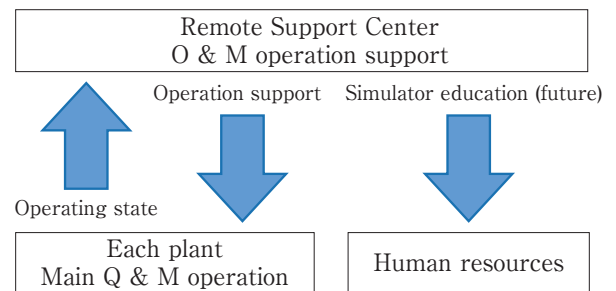 Remote Support Center
O & M operation support
Operation support
Simulator education (future)
Operating state
Each plant
Main Q & M operation
Human resources